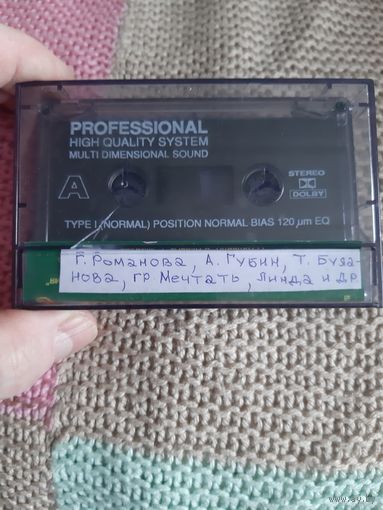 PROFESSIONAL
HIGH QUALITY SYSTEM
MULTI DIMENSIONAL SOUND
A
STEREO
DOLBY
TYPE I (NORMAL) POSITION NORMAL BIAS 120 µm EQ
Г. Романова, А. Губин, Т. Була-
нова, гр Мечтать, Линда и др